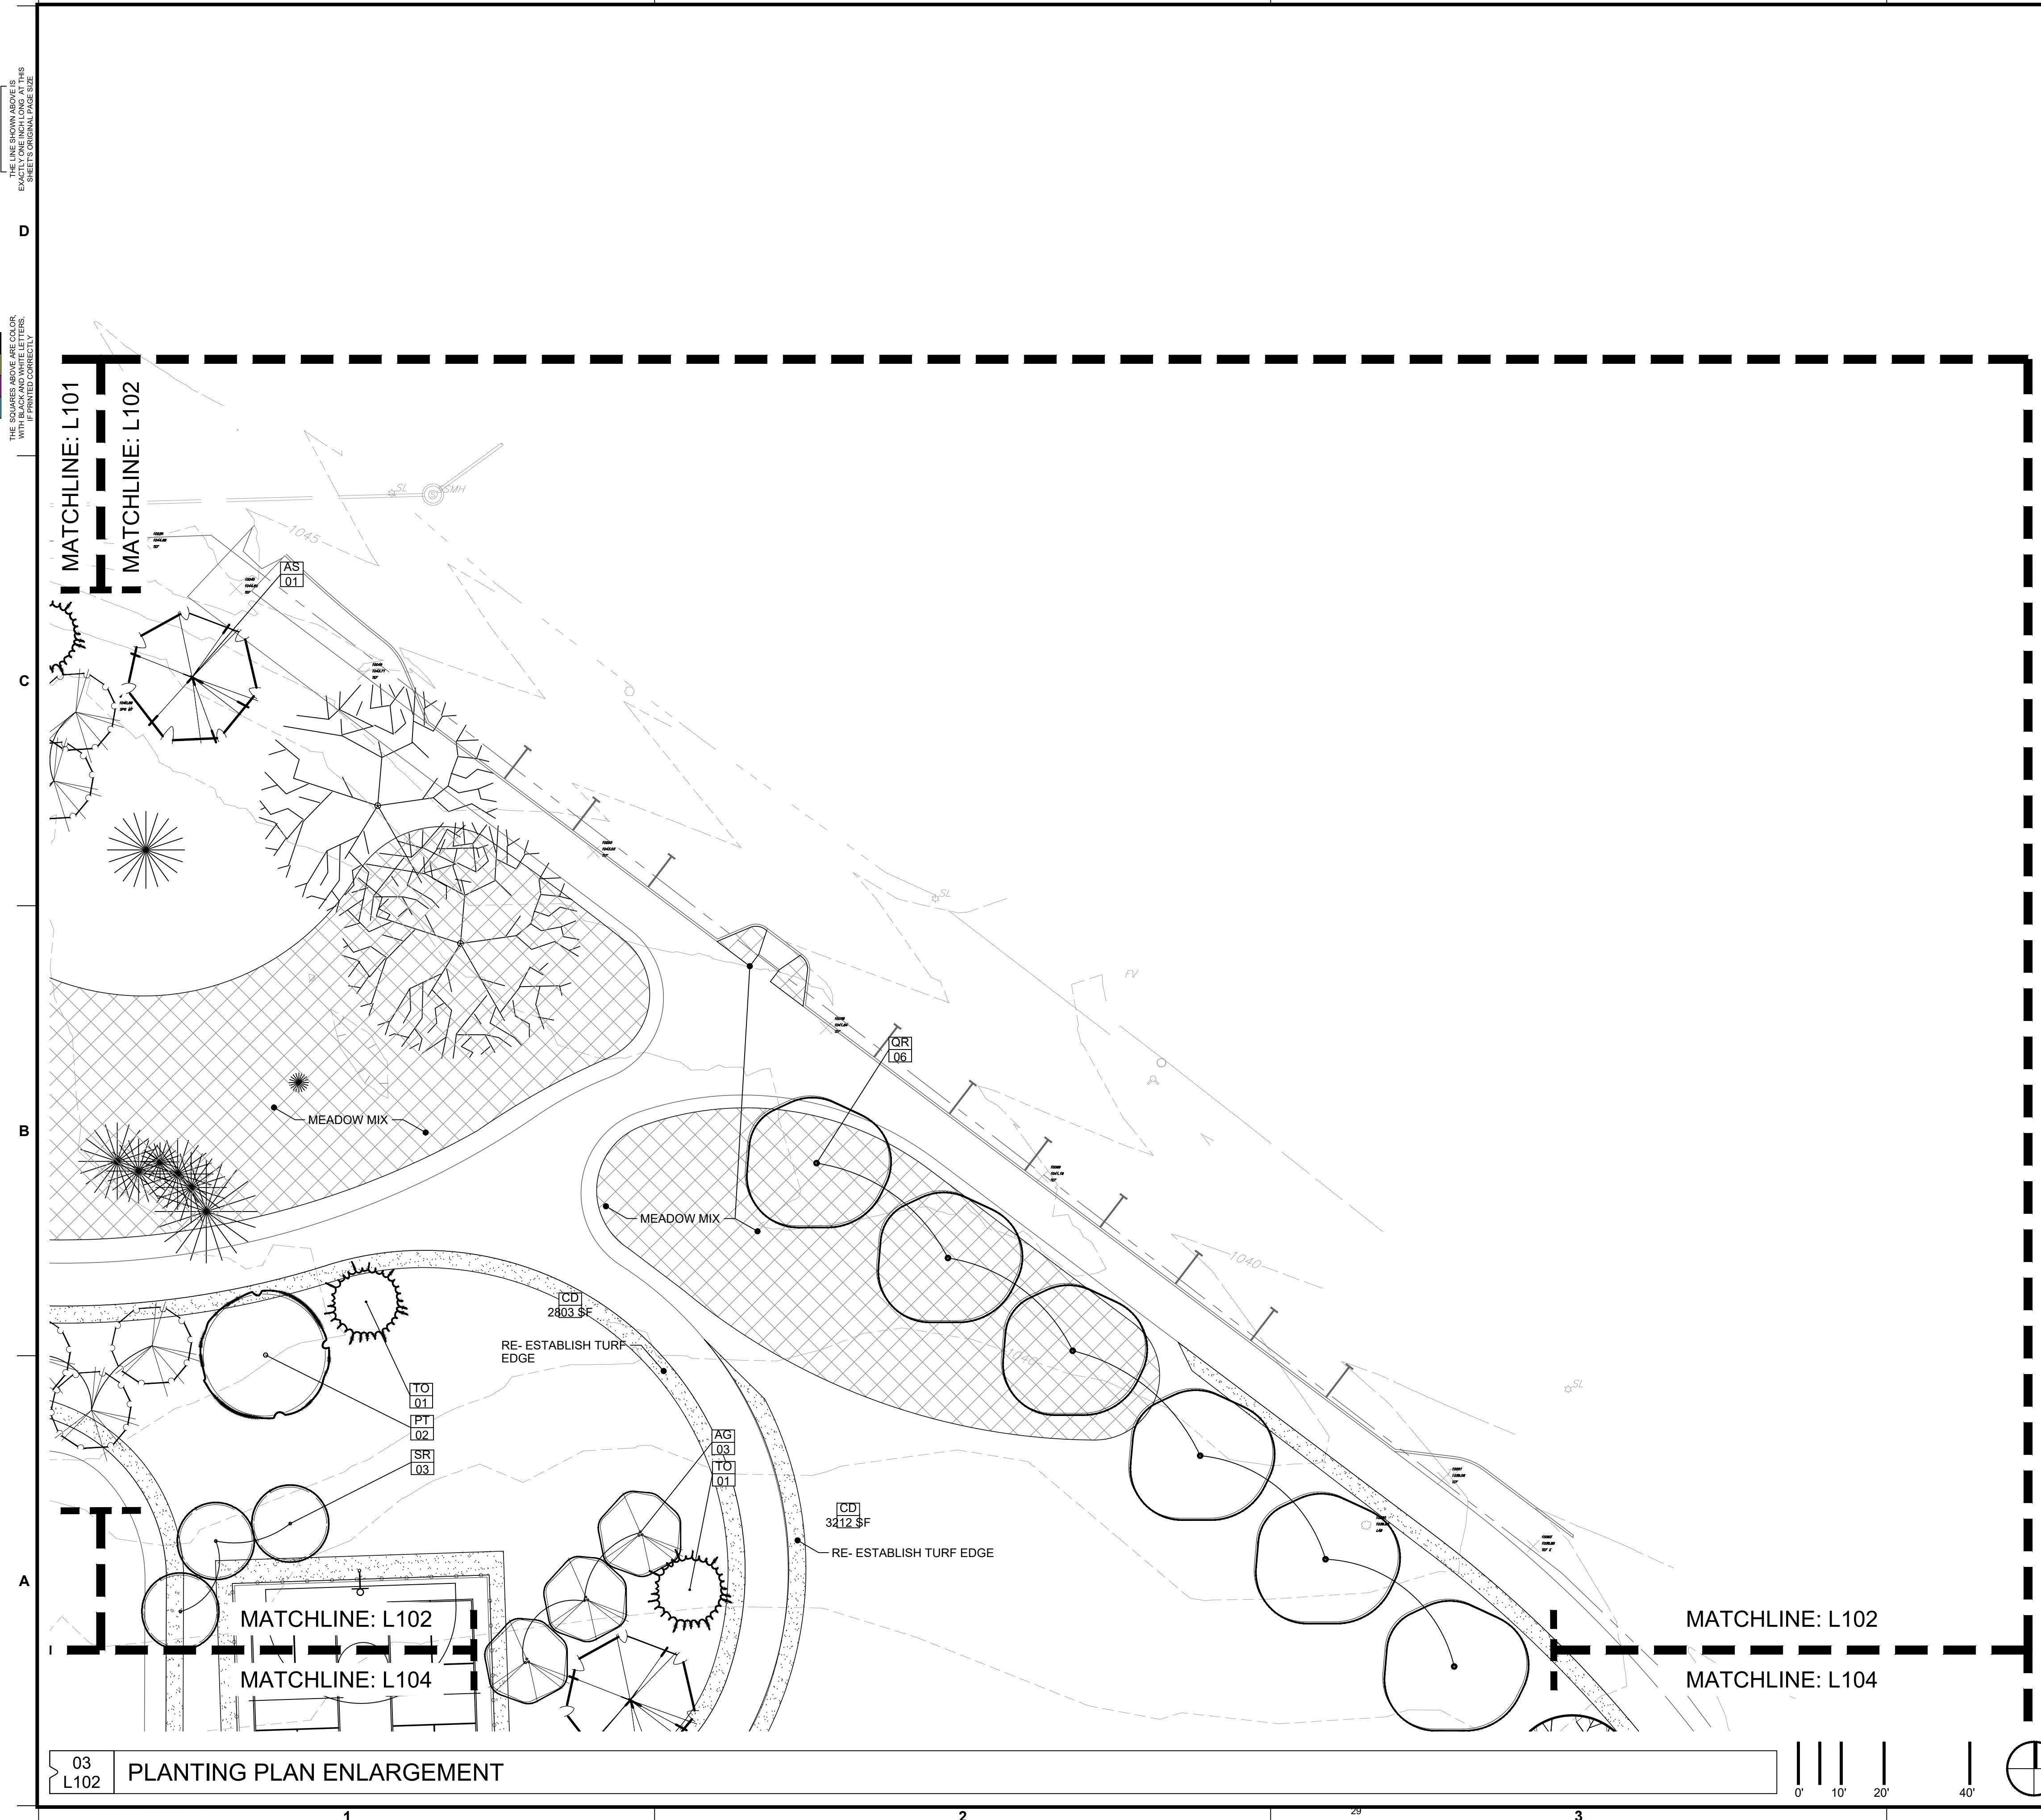 THE LINE SHOWN ABOVE IS
EXACTLY ONE INCH LONG AT THIS
SHEET'S ORIGINAL PAGE SIZE
D
THE SQUARES ABOVE ARE COLOR,
WITH BLACK AND WHITE LETTERS,
IF PRINTED CORRECTLY
MATCHLINE: L101
MATCHLINE: L102
SL
SSMH
1045
AS
01
C
SL
FV
QR
06
MEADOW MIX
B
MEADOW MIX
1040
CD
2803 SF
RE- ESTABLISH TURF
EDGE
1040
SL
TO
01
PT
02
AG
03
SR
03
TO
01
CD
3212 SF
RE- ESTABLISH TURF EDGE
A
MATCHLINE: L102
MATCHLINE: L104
MATCHLINE: L102
MATCHLINE: L104
03
L102
PLANTING PLAN ENLARGEMENT
0'
10'
20'
40'
1
2
29
3